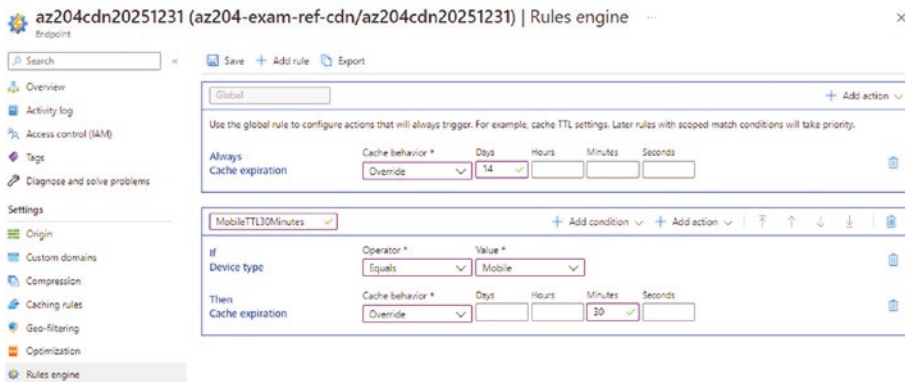 az204cdn20251231 (az204-exam-ref-cdn/az204cdn20251231) | Rules engine ...
Endpoint
Search
Save Add rule Export
Overview
Activity log
Access control (IAM)
Tags
Diagnose and solve problems
Settings
Origin
Custom domains
Compression
Caching rules
Geo-filtering
Optimization
Rules engine
Global
Add action
Use the global rule to configure actions that will always trigger. For example, cache TTL settings. Later rules with scoped match conditions will take priority.
Always
Cache expiration
Cache behavior * Days Hours Minutes Seconds
Override 14
MobileTTL30Minutes
Add condition Add action
If
Device type
Operator * Value *
Equals Mobile
Then
Cache expiration
Cache behavior * Days Hours Minutes Seconds
Override 30